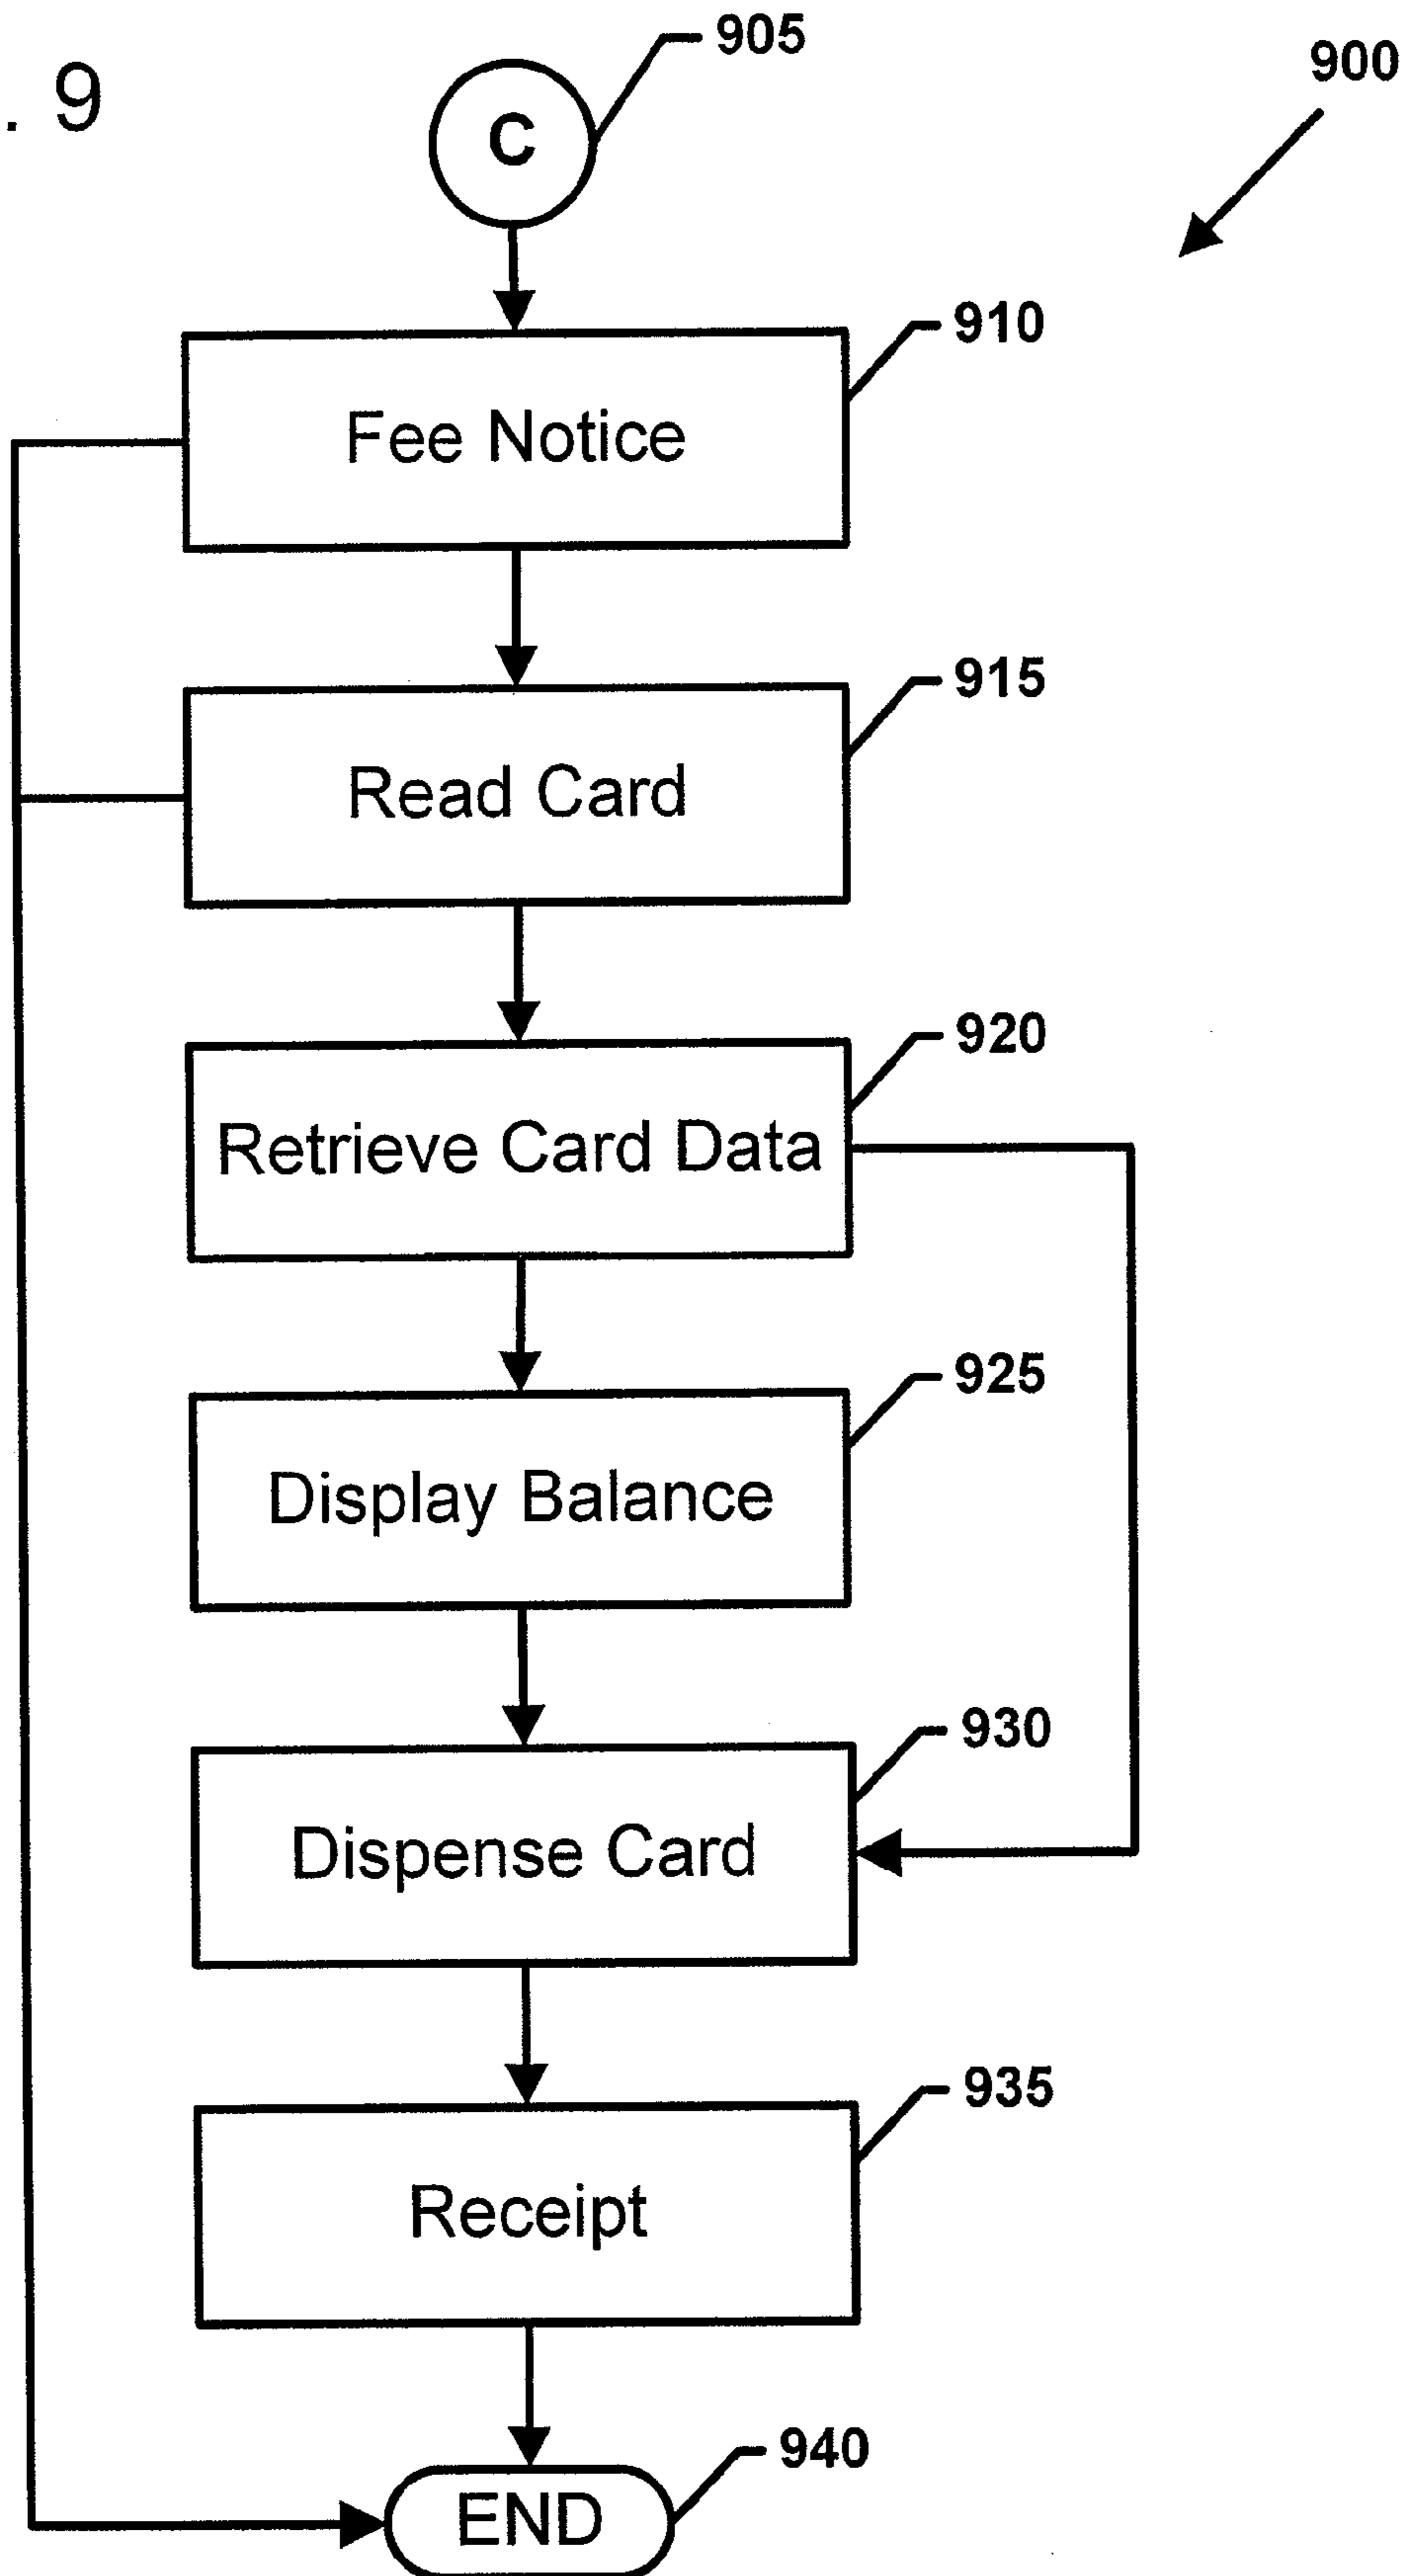 . 9
905
900
C
910
Fee Notice
915
Read Card
920
Retrieve Card Data
925
Display Balance
930
Dispense Card
935
Receipt
940
END